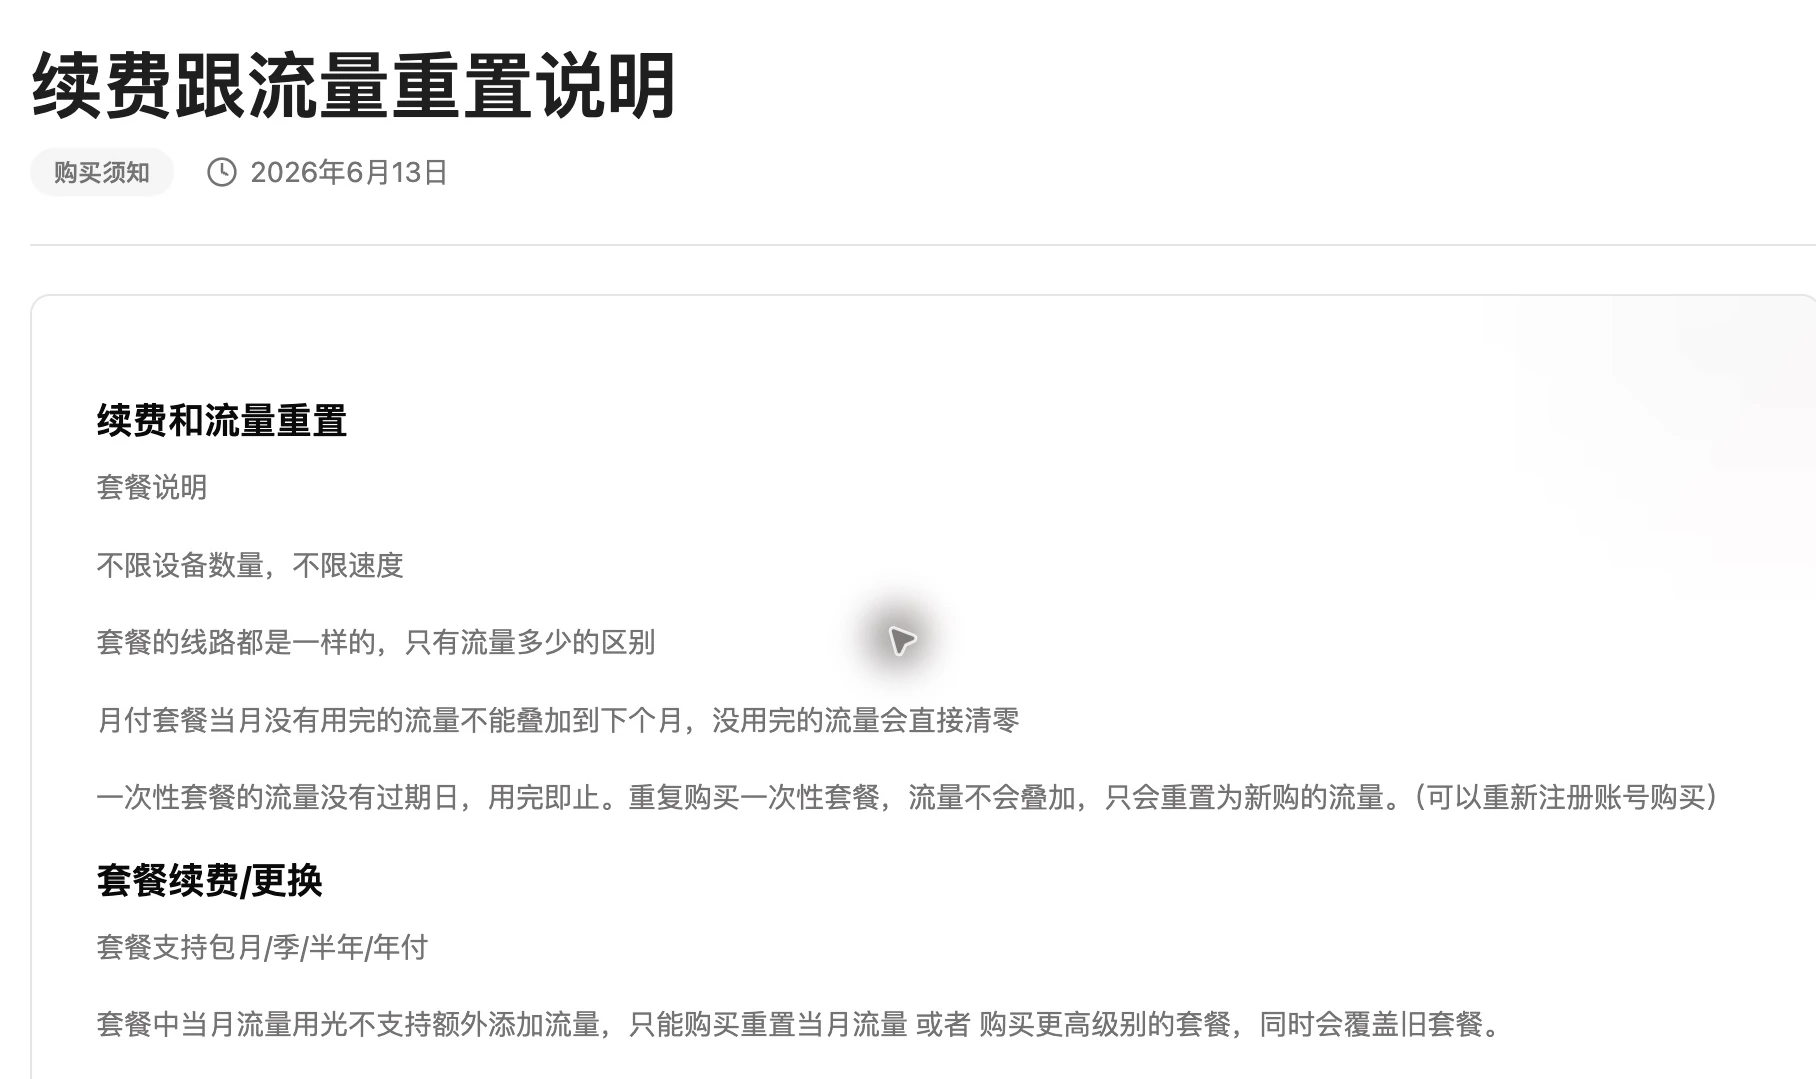 续费跟流量重置说明
购买须知 2026年6月13日
续费和流量重置
套餐说明
不限设备数量，不限速度
套餐的线路都是一样的，只有流量多少的区别
月付套餐当月没有用完的流量不能叠加到下个月，没用完的流量会直接清零
一次性套餐的流量没有过期日，用完即止。重复购买一次性套餐，流量不会叠加，只会重置为新购的流量。（可以重新注册账号购买）
套餐续费/更换
套餐支持包月/季/半年/年付
套餐中当月流量用光不支持额外添加流量，只能购买重置当月流量 或者 购买更高级别的套餐，同时会覆盖旧套餐。